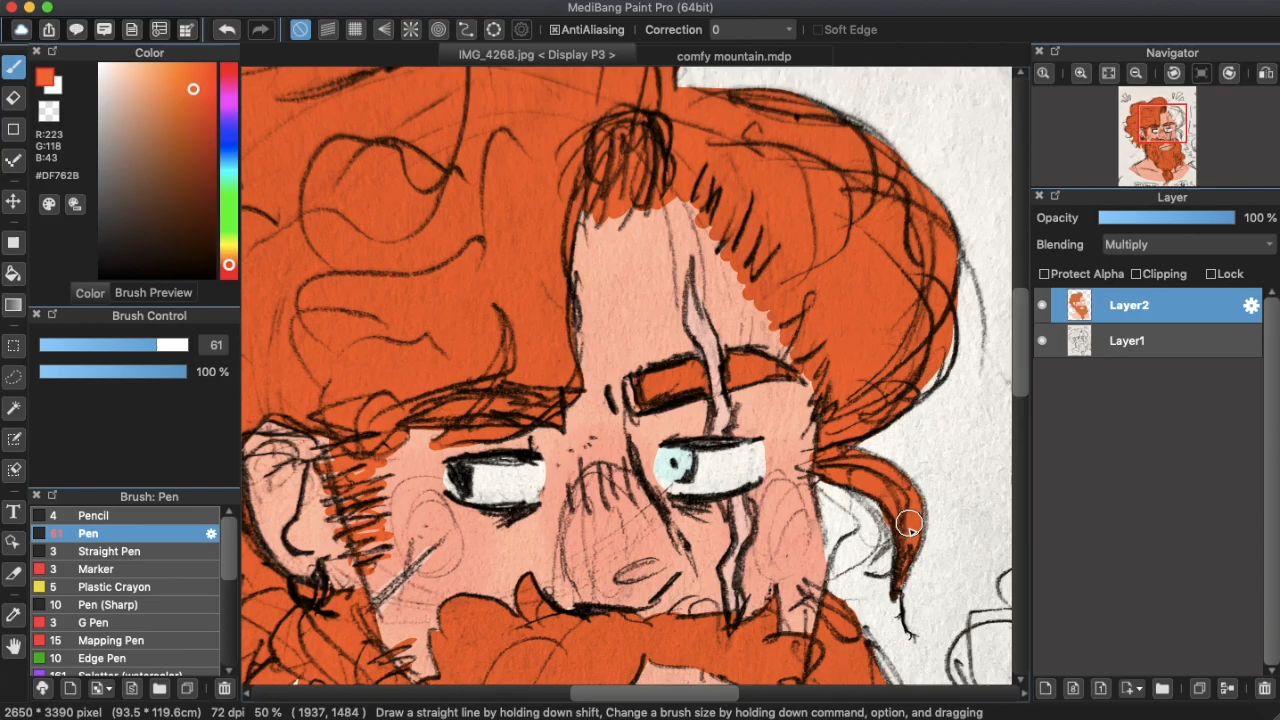 MediBang Paint Pro (64bit)
AntiAliasing Correction 0 Soft Edge
Color
IMG_4268.jpg < Display P3 >
comfy mountain.mdp
Navigator
R:223
G:118
B:43
#DF762B
Color Brush Preview
Brush Control
61
100 %
Brush: Pen
4 Pencil
61 Pen
3 Straight Pen
3 Marker
5 Plastic Crayon
10 Pen (Sharp)
3 G Pen
15 Mapping Pen
10 Edge Pen
161 Splatter (watercolor)
Layer
Opacity 100 %
Blending Multiply
Protect Alpha Clipping Lock
Layer2
Layer1
2650 * 3390 pixel (93.5 * 119.6cm) 72 dpi 50 % ( 1937, 1484 ) Draw a straight line by holding down shift, Change a brush size by holding down command, option, and dragging